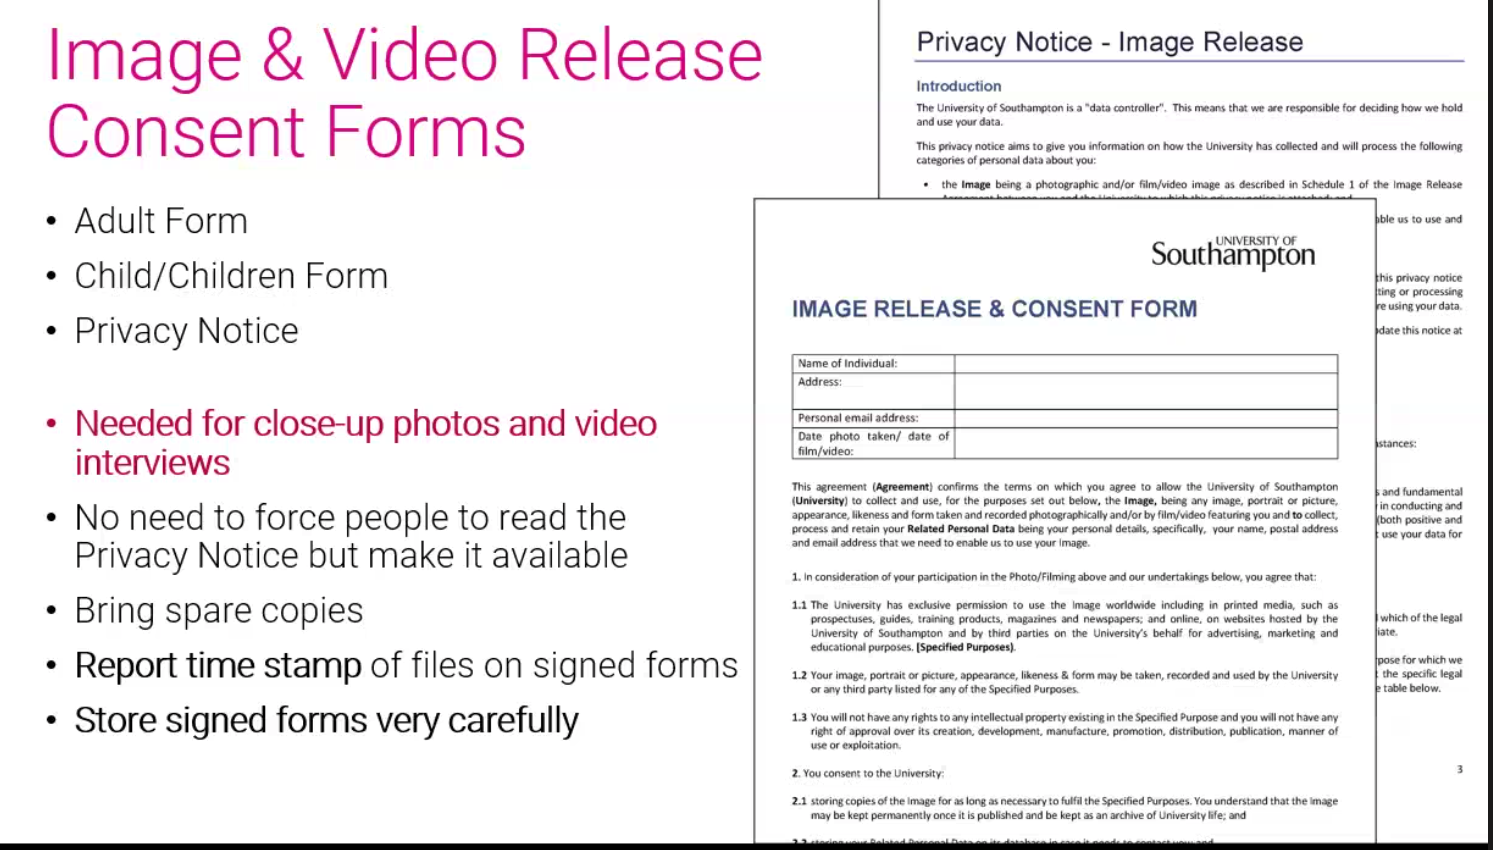 Image & Video Release
Consent Forms
• Adult Form
• Child/Children Form
• Privacy Notice
• Needed for close-up photos and video
interviews
• No need to force people to read the
Privacy Notice but make it available
• Bring spare copies
• Report time stamp of files on signed forms
• Store signed forms very carefully
Privacy Notice - Image Release
Introduction
The University of Southampton is a "data controller". This means that we are responsible for deciding how we hold
and use your data.
This privacy notice aims to give you information on how the University has collected and will process the following
categories of personal data about you:
• the Image being a photographic and/or film/video image as described in Schedule 1 of the Image Release
able us to use and
this privacy notice
ting or processing
re using your data.
date this notice at
stances:
s and fundamental
in conducting and
(both positive and
t use your data for
which of the legal
iate.
pose for which we
t the specific legal
e table below.
3
UNIVERSITY OF
Southampton
IMAGE RELEASE & CONSENT FORM
Name of Individual:
Address:
Personal email address:
Date photo taken/ date of
film/video:
This agreement (Agreement) confirms the terms on which you agree to allow the University of Southampton
(University) to collect and use, for the purposes set out below, the Image, being any image, portrait or picture,
appearance, likeness and form taken and recorded photographically and/or by film/video featuring you and to collect,
process and retain your Related Personal Data being your personal details, specifically, your name, postal address
and email address that we need to enable us to use your Image.
1. In consideration of your participation in the Photo/Filming above and our undertakings below, you agree that:
1.1 The University has exclusive permission to use the Image worldwide including in printed media, such as
prospectuses, guides, training products, magazines and newspapers; and online, on websites hosted by the
University of Southampton and by third parties on the University's behalf for advertising, marketing and
educational purposes. (Specified Purposes).
1.2 Your image, portrait or picture, appearance, likeness & form may be taken, recorded and used by the University
or any third party listed for any of the Specified Purposes.
1.3 You will not have any rights to any intellectual property existing in the Specified Purpose and you will not have any
right of approval over its creation, development, manufacture, promotion, distribution, publication, manner of
use or exploitation.
2. You consent to the University:
2.1 storing copies of the Image for as long as necessary to fulfil the Specified Purposes. You understand that the Image
may be kept permanently once it is published and be kept as an archive of University life; and